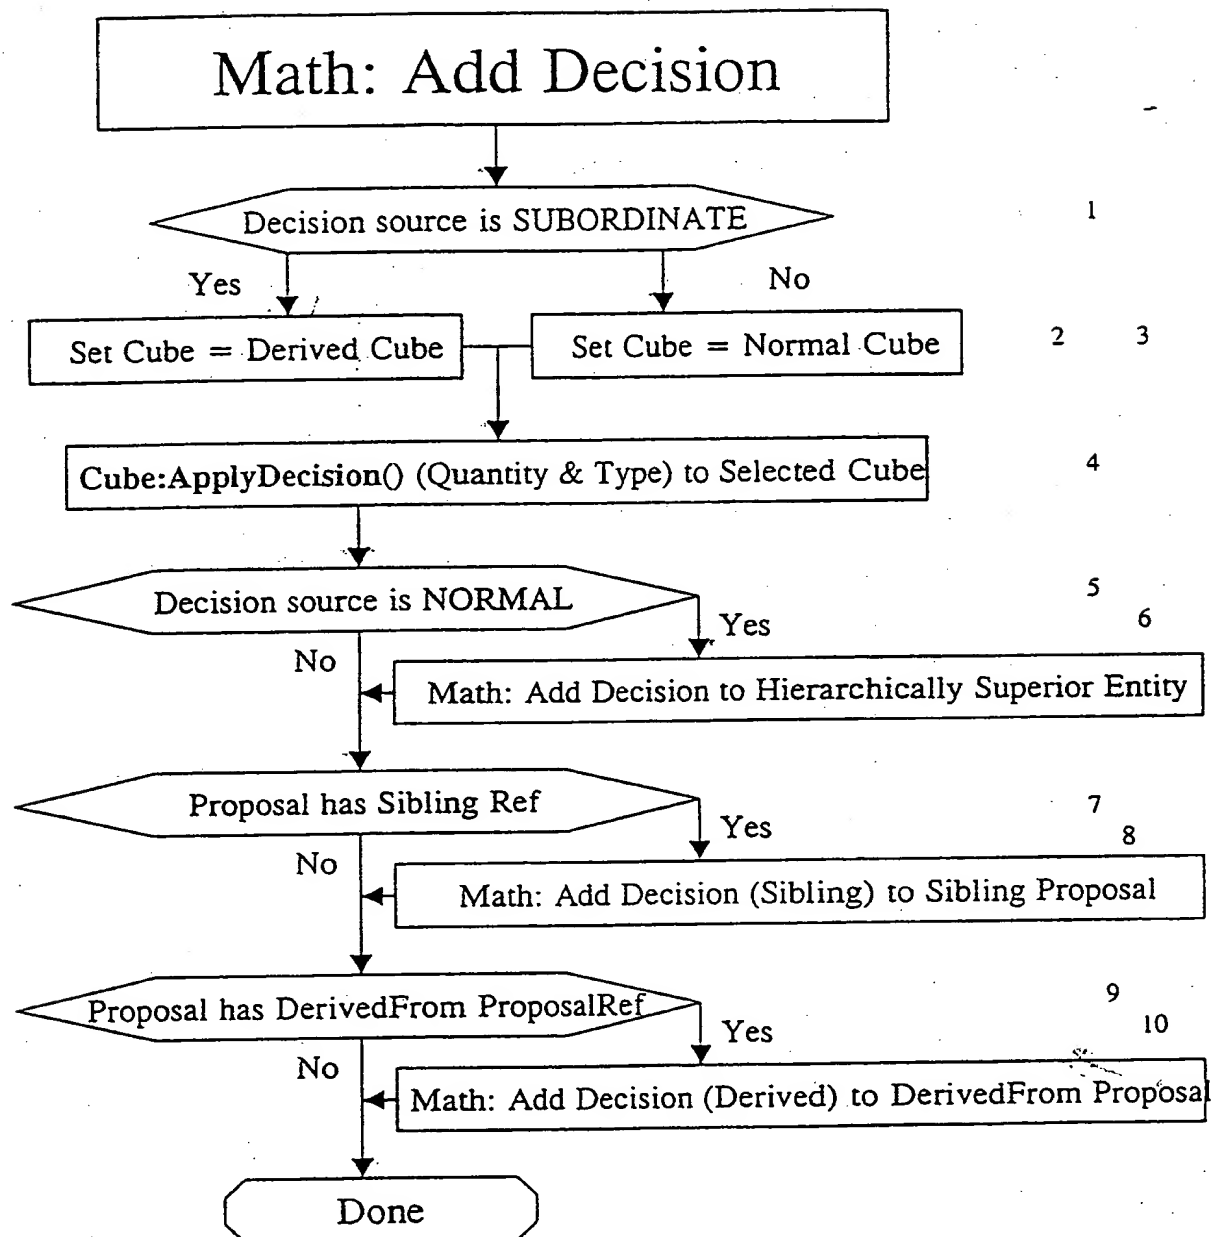 Math: Add Decision
Decision source is SUBORDINATE
1
Yes
No
Set Cube = Derived Cube
Set Cube = Normal Cube
2
3
Cube:ApplyDecision() (Quantity & Type) to Selected Cube
4
Decision source is NORMAL
5
Yes
6
No
Math: Add Decision to Hierarchically Superior Entity
Proposal has Sibling Ref
7
Yes
8
No
Math: Add Decision (Sibling) to Sibling Proposal
Proposal has DerivedFrom ProposalRef
9
Yes
10
No
Math: Add Decision (Derived) to DerivedFrom Proposal
Done